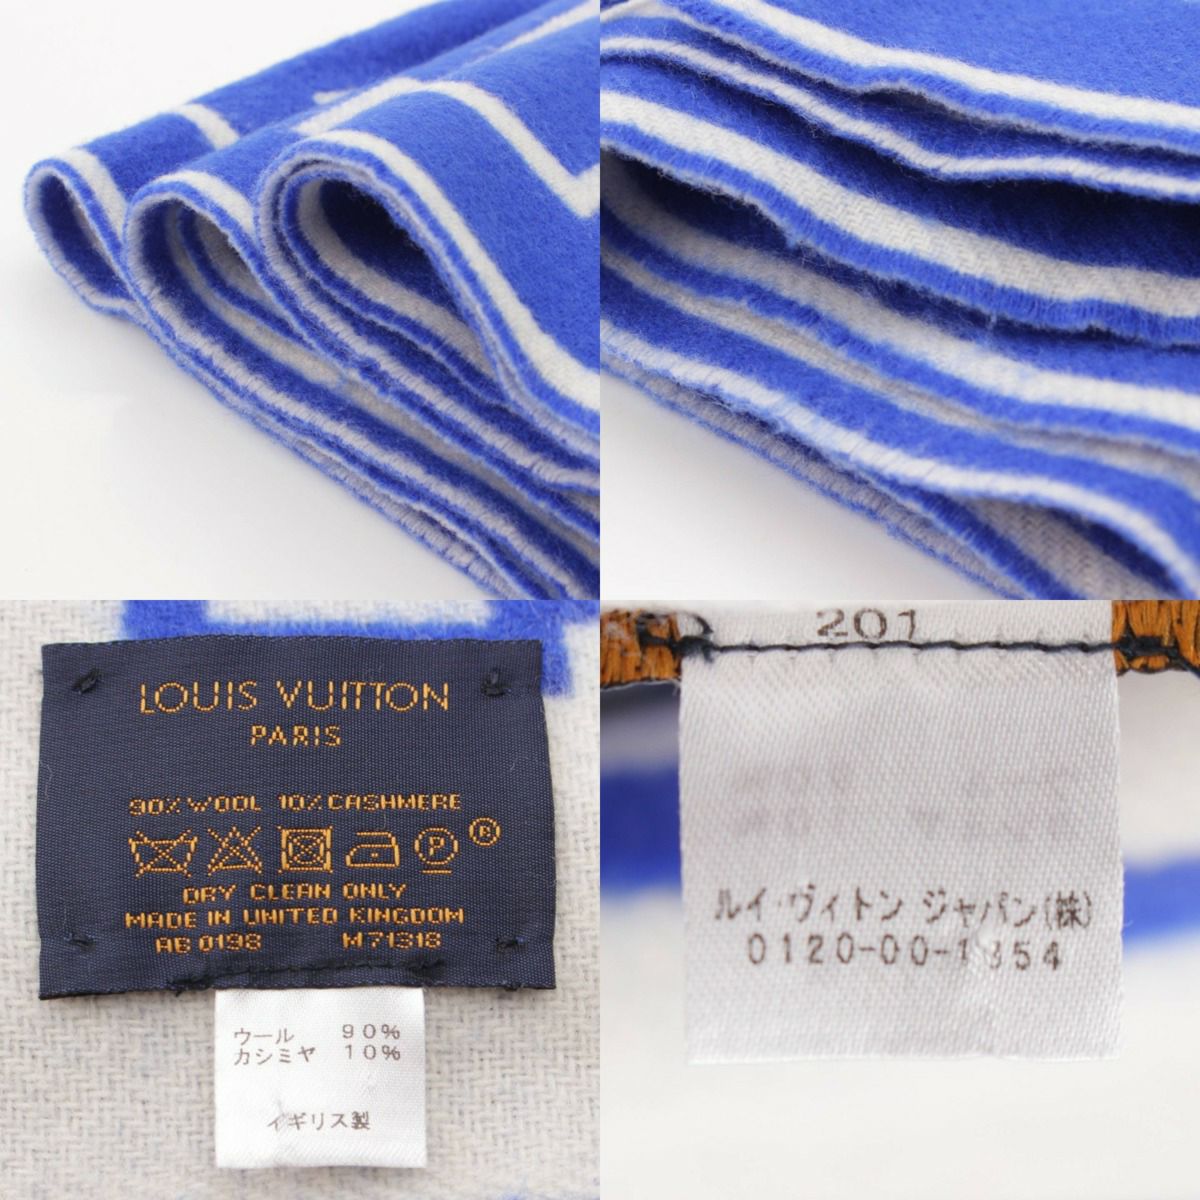 LOUIS VUITTON
PARIS
90% WOOL 10% CASHMERE
P
R
DRY CLEAN ONLY
MADE IN UNITED KINGDOM
AB 0198 M71318
ウール 90%
カシミヤ 10%
イギリス製
201
ルイ・ヴィトン ジャパン(株)
0120-00-1854